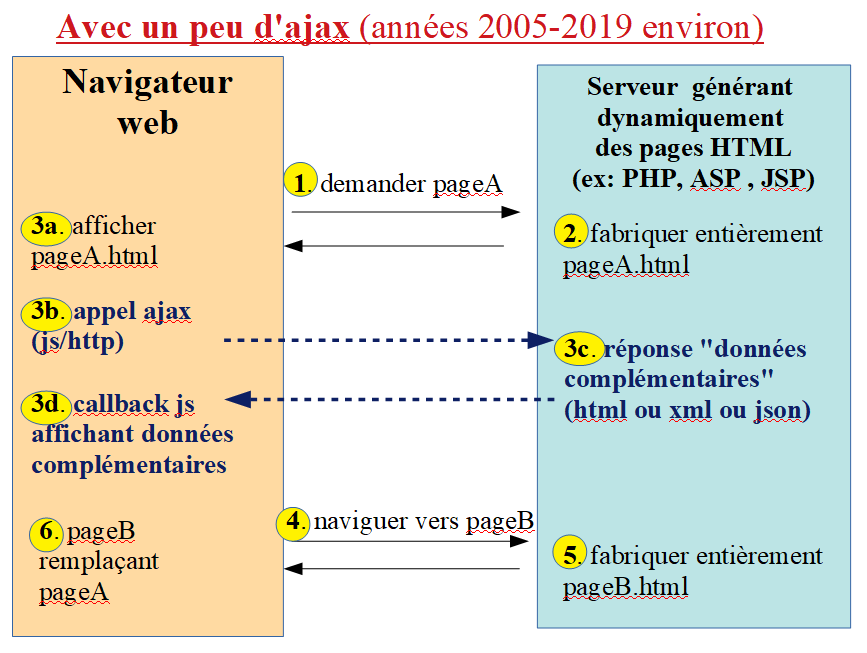 Avec un peu d'ajax (années 2005-2019 environ)
Navigateur
web
Serveur générant
dynamiquement
des pages HTML
(ex: PHP, ASP , JSP)
1. demander pageA
2. fabriquer entièrement
pageA.html
3a. afficher
pageA.html
3b. appel ajax
(js/http)
3c. réponse "données
complémentaires"
(html ou xml ou json)
3d. callback js
affichant données
complémentaires
4. naviguer vers pageB
5. fabriquer entièrement
pageB.html
6. pageB
remplaçant
pageA